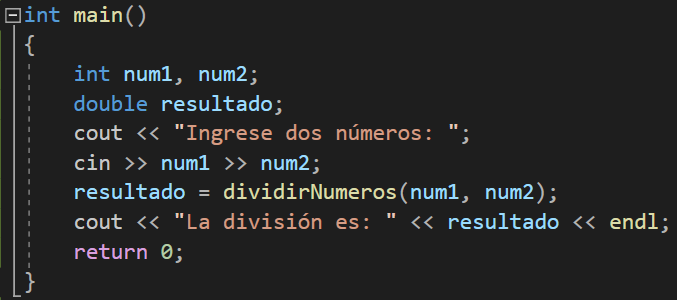 int main()
{
    int num1, num2;
    double resultado;
    cout << "Ingrese dos números: ";
    cin >> num1 >> num2;
    resultado = dividirNumeros(num1, num2);
    cout << "La división es: " << resultado << endl;
    return 0;
}